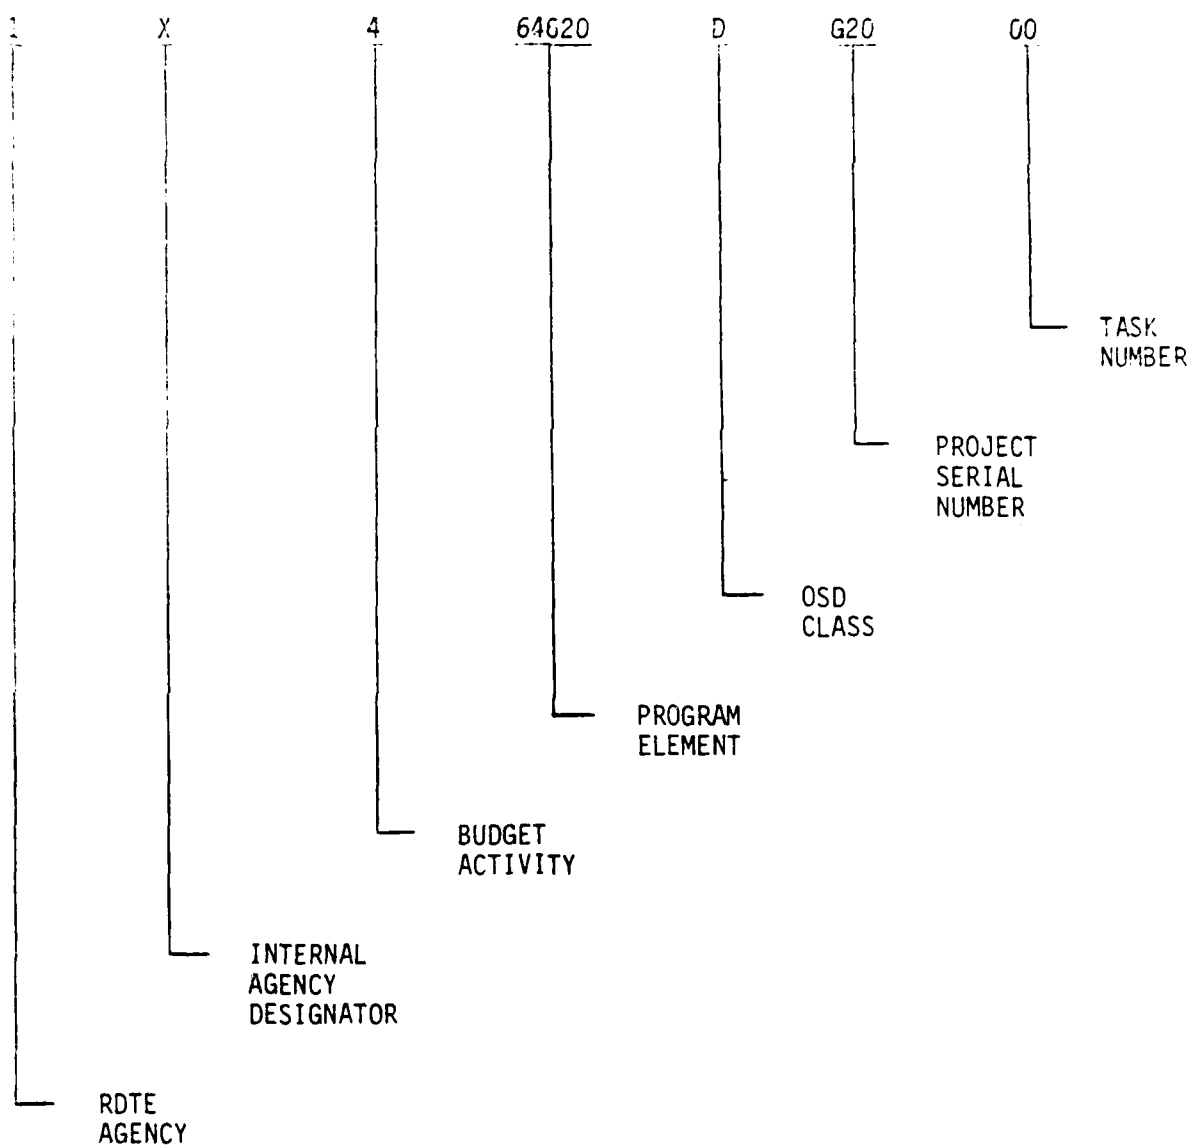 1 X 4 64620 D G20 00
TASK
NUMBER
PROJECT
SERIAL
NUMBER
OSD
CLASS
PROGRAM
ELEMENT
BUDGET
ACTIVITY
INTERNAL
AGENCY
DESIGNATOR
RDTE
AGENCY